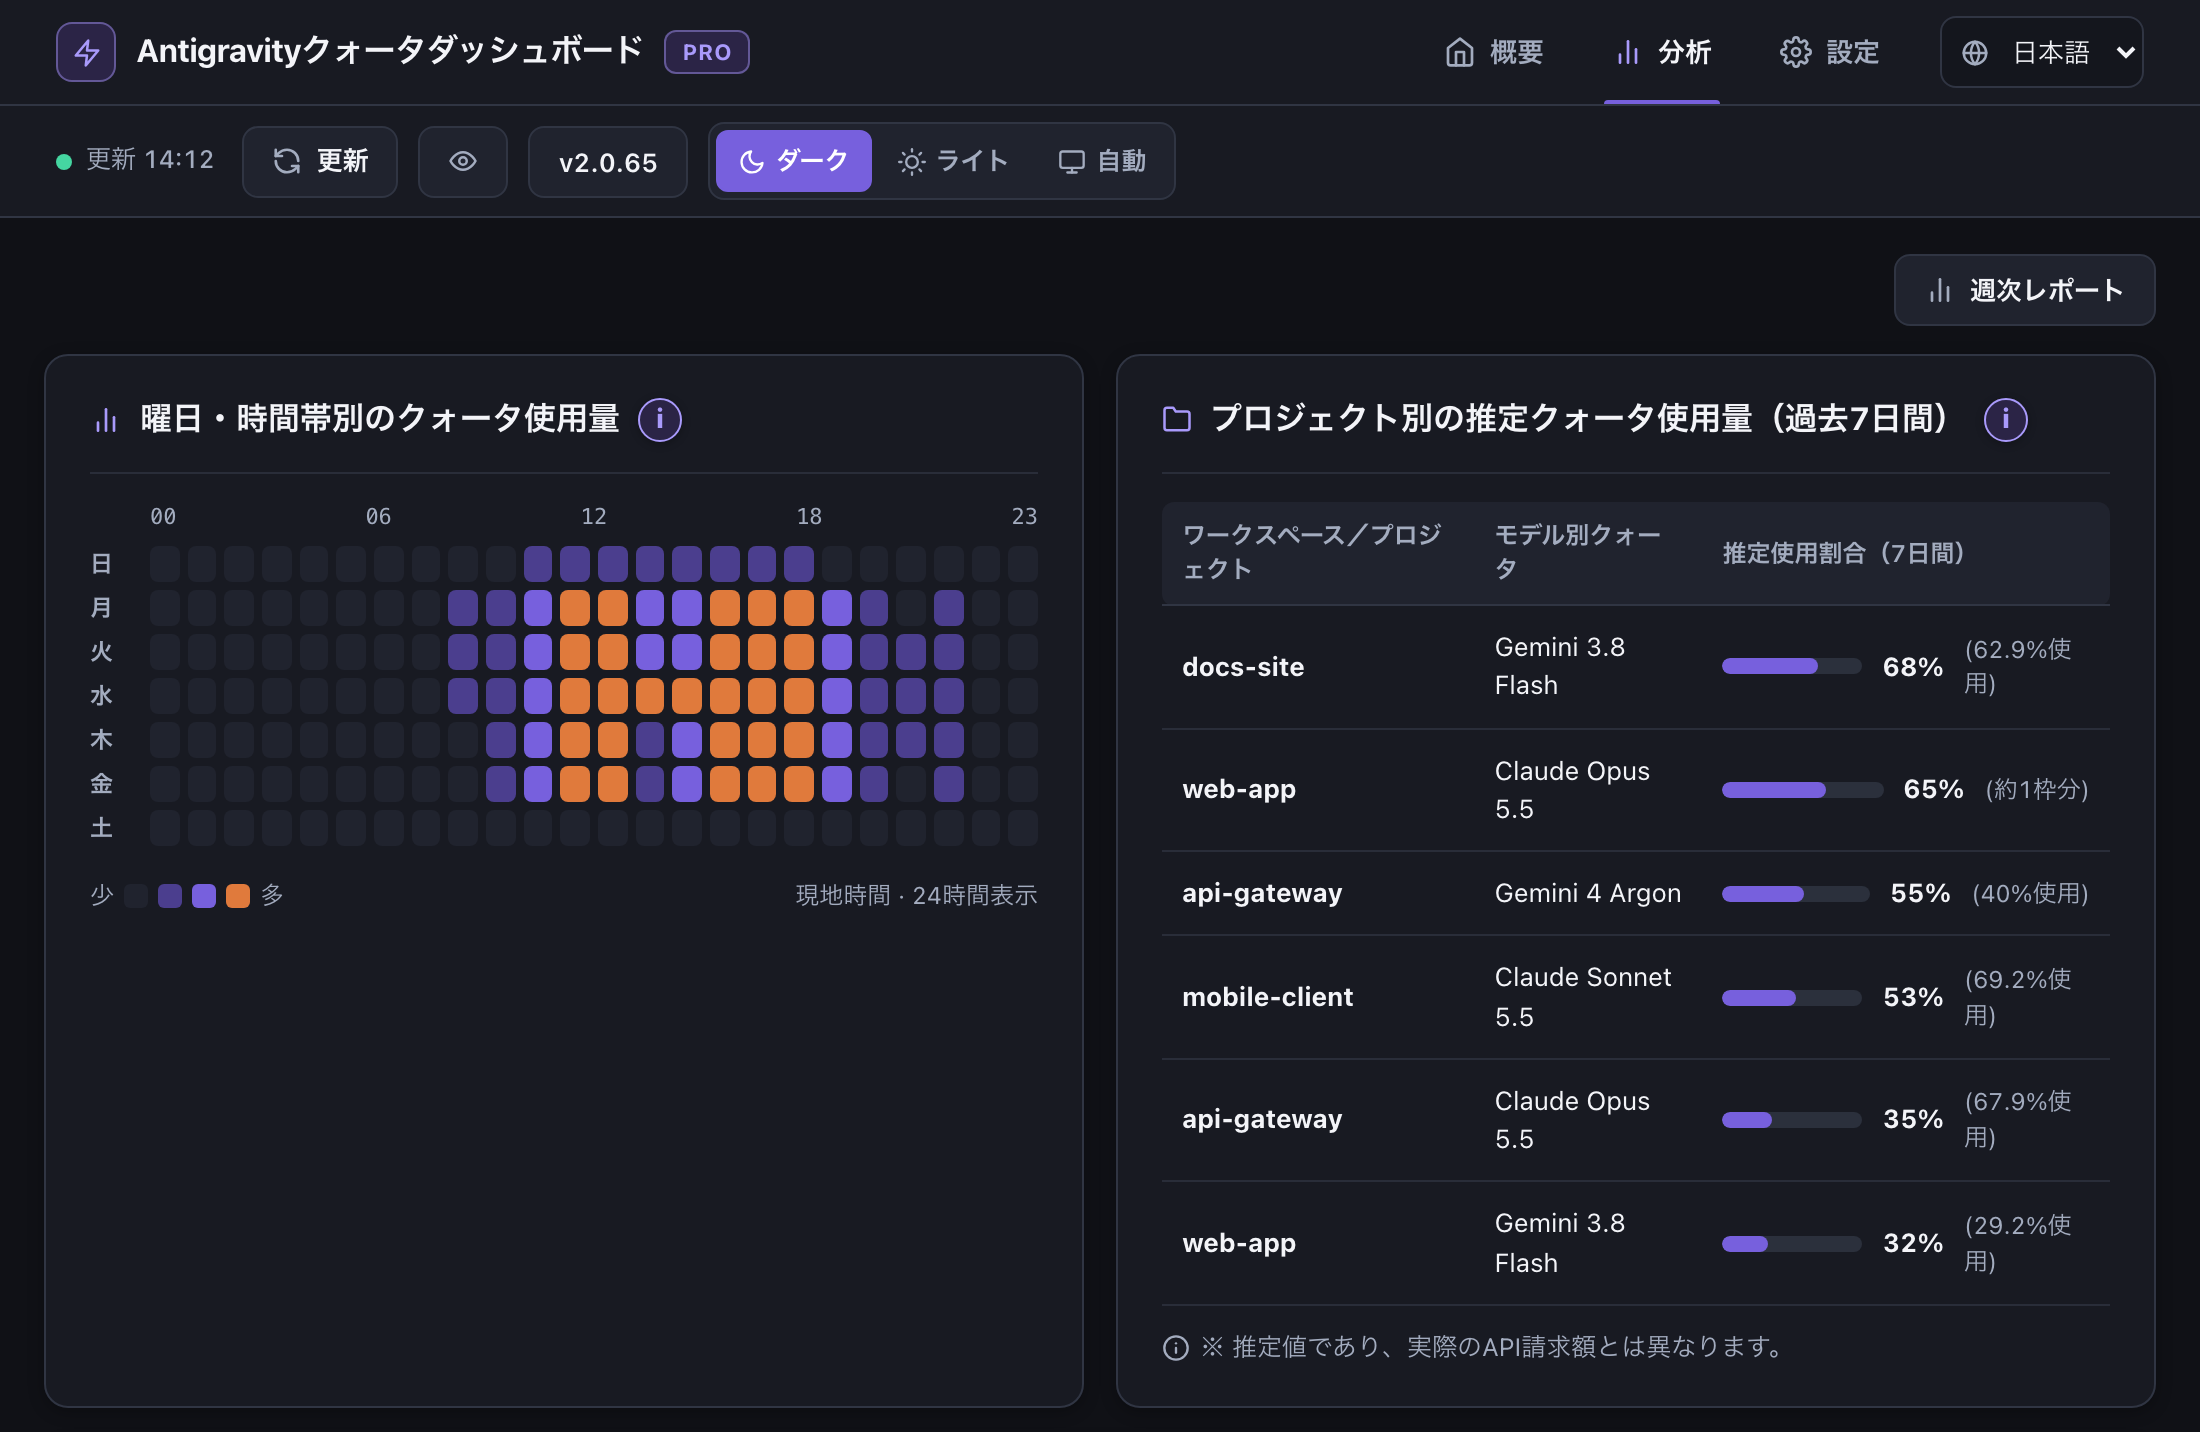 Antigravityクォータダッシュボード PRO
概要 分析 設定 日本語
更新 14:12 更新 v2.0.65 ダーク ライト 自動
週次レポート
曜日・時間帯別のクォータ使用量 i
00 06 12 18 23
日
月
火
水
木
金
土
少 多 現地時間 · 24時間表示
プロジェクト別の推定クォータ使用量（過去7日間） i
ワークスペース／プロジ
ェクト
モデル別クォー
タ
推定使用割合（7日間）
docs-site
Gemini 3.8
Flash
68%
(62.9%使
用)
web-app
Claude Opus
5.5
65% (約1枠分)
api-gateway Gemini 4 Argon 55% (40%使用)
mobile-client
Claude Sonnet
5.5
53%
(69.2%使
用)
api-gateway
Claude Opus
5.5
35%
(67.9%使
用)
web-app
Gemini 3.8
Flash
32%
(29.2%使
用)
※ 推定値であり、実際のAPI請求額とは異なります。